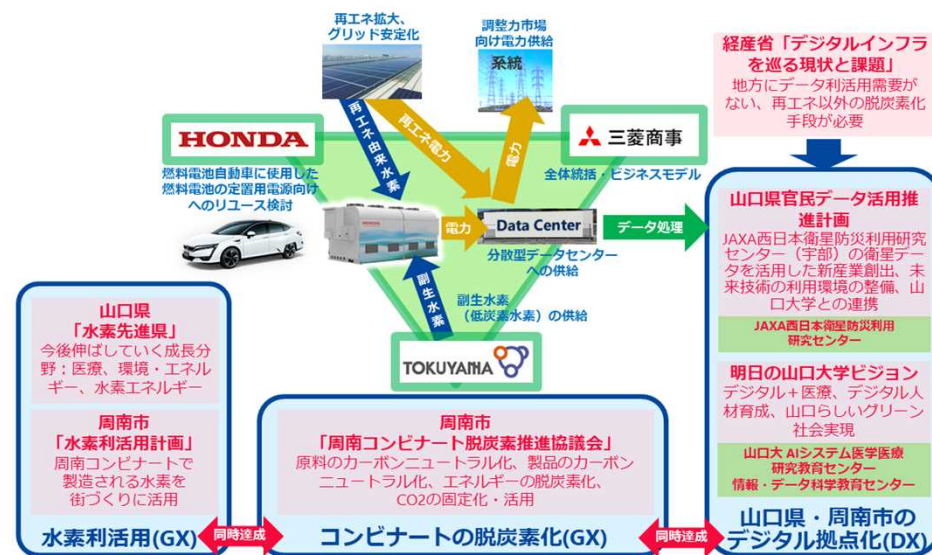 再エネ拡大、
グリッド安定化
調整力市場
向け電力供給
系統
経産省「デジタルインフラ
を巡る現状と課題」
地方にデータ利活用需要が
ない、再エネ以外の脱炭素化
手段が必要
HONDA
三菱商事
燃料電池自動車に使用した
燃料電池の定置用電源向け
へのリユース検討
全体統括・ビジネスモデル
再エネ由来水素
再エネ電力
電力
HONDA
電力
Data Center
データ処理
分散型データセンター
への供給
副生水素
副生水素
（低炭素水素）の供給
TOKUYAMA
山口県
「水素先進県」
今後伸ばしていく成長分
野：医療、環境・エネル
ギー、水素エネルギー
周南市
「水素利活用計画」
周南コンビナートで
製造される水素を
街づくりに活用
水素利活用(GX)
同時達成
周南市
「周南コンビナート脱炭素推進協議会」
原料のカーボンニュートラル化、製品のカーボン
ニュートラル化、エネルギーの脱炭素化、
CO2の固定化・活用
コンビナートの脱炭素化(GX)
同時達成
山口県官民データ活用推
進計画
JAXA西日本衛星防災利用研究
センター（宇部）の衛星デー
タを活用した新産業創出、未
来技術の利用環境の整備、山
口大学との連携
JAXA西日本衛星防災利用
研究センター
明日の山口大学ビジョン
デジタル＋医療、デジタル人
材育成、山口らしいグリーン
社会実現
山口大 AIシステム医学医療
研究教育センター
情報・データ科学教育センター
山口県・周南市の
デジタル拠点化(DX)